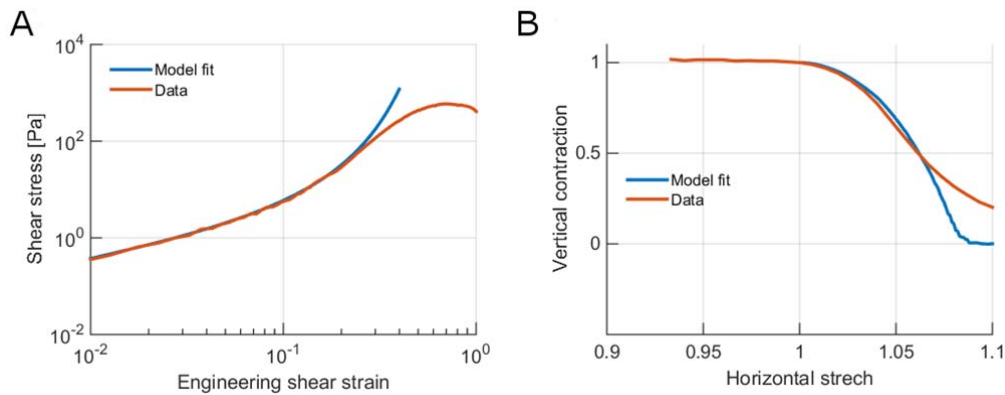 A
Shear stress [Pa]
10^4
10^2
10^0
10^-2
Model fit
Data
10^-2
10^-1
10^0
Engineering shear strain
B
Vertical contraction
1
0.5
0
Model fit
Data
0.9
0.95
1
1.05
1.1
Horizontal strech